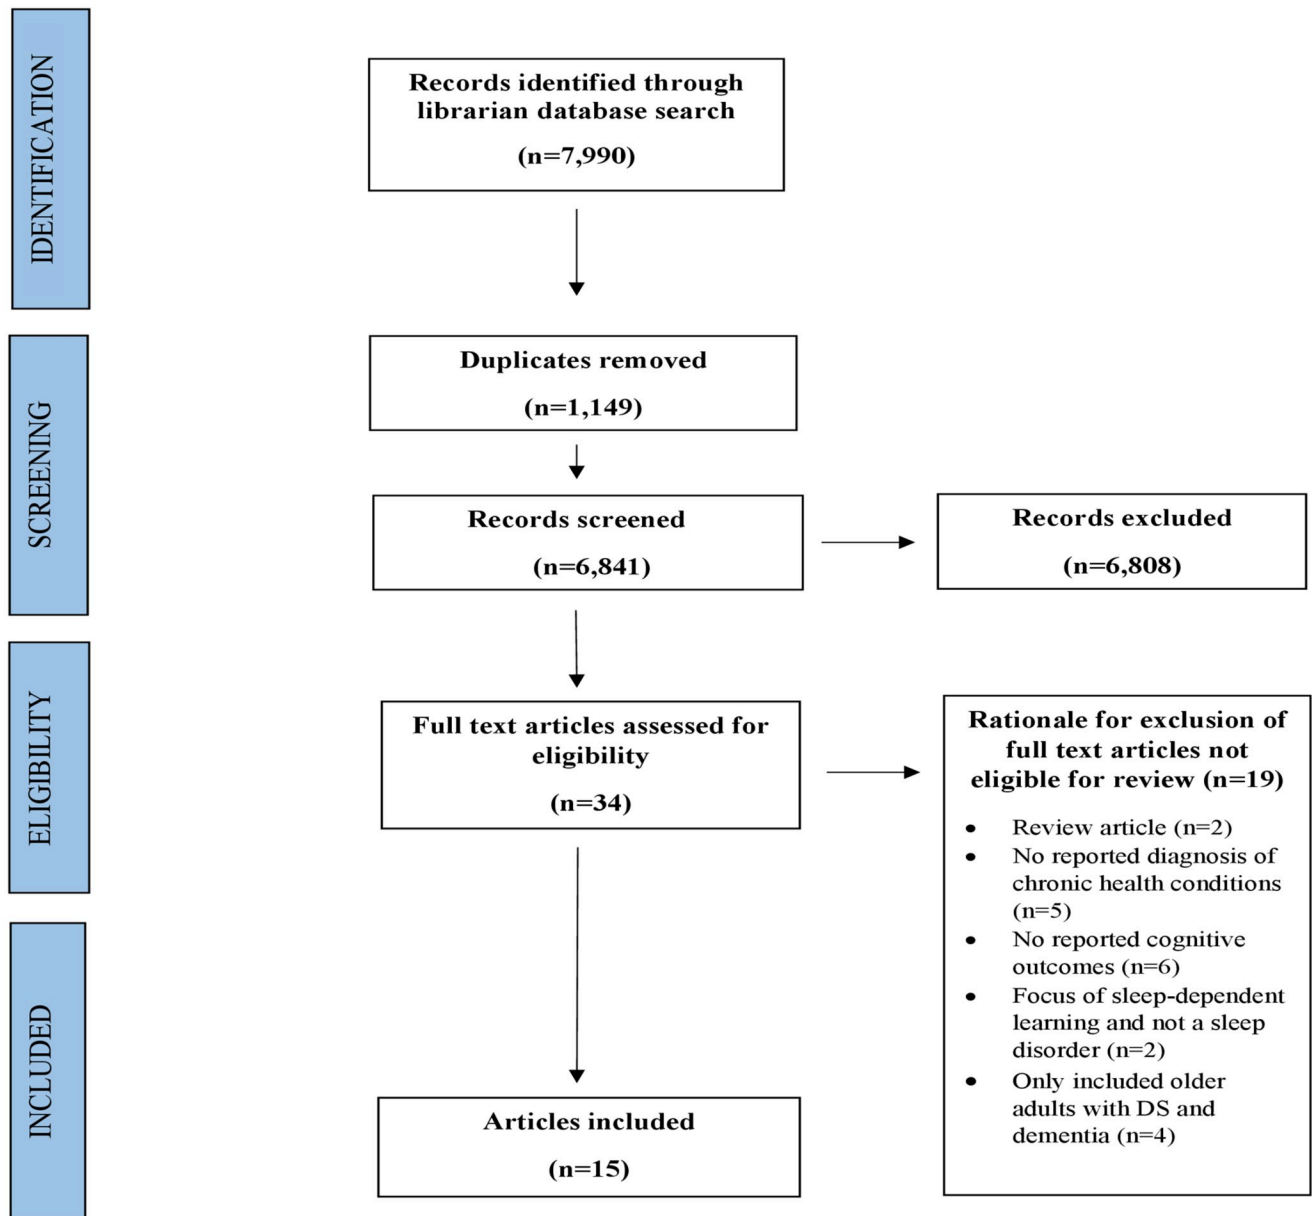 IDENTIFICATION
Records identified through
librarian database search
(n=7,990)
SCREENING
Duplicates removed
(n=1,149)
Records screened
(n=6,841)
Records excluded
(n=6,808)
ELIGIBILITY
Full text articles assessed for
eligibility
(n=34)
Rationale for exclusion of
full text articles not
eligible for review (n=19)
• Review article (n=2)
• No reported diagnosis of
chronic health conditions
(n=5)
• No reported cognitive
outcomes (n=6)
• Focus of sleep-dependent
learning and not a sleep
disorder (n=2)
• Only included older
adults with DS and
dementia (n=4)
INCLUDED
Articles included
(n=15)